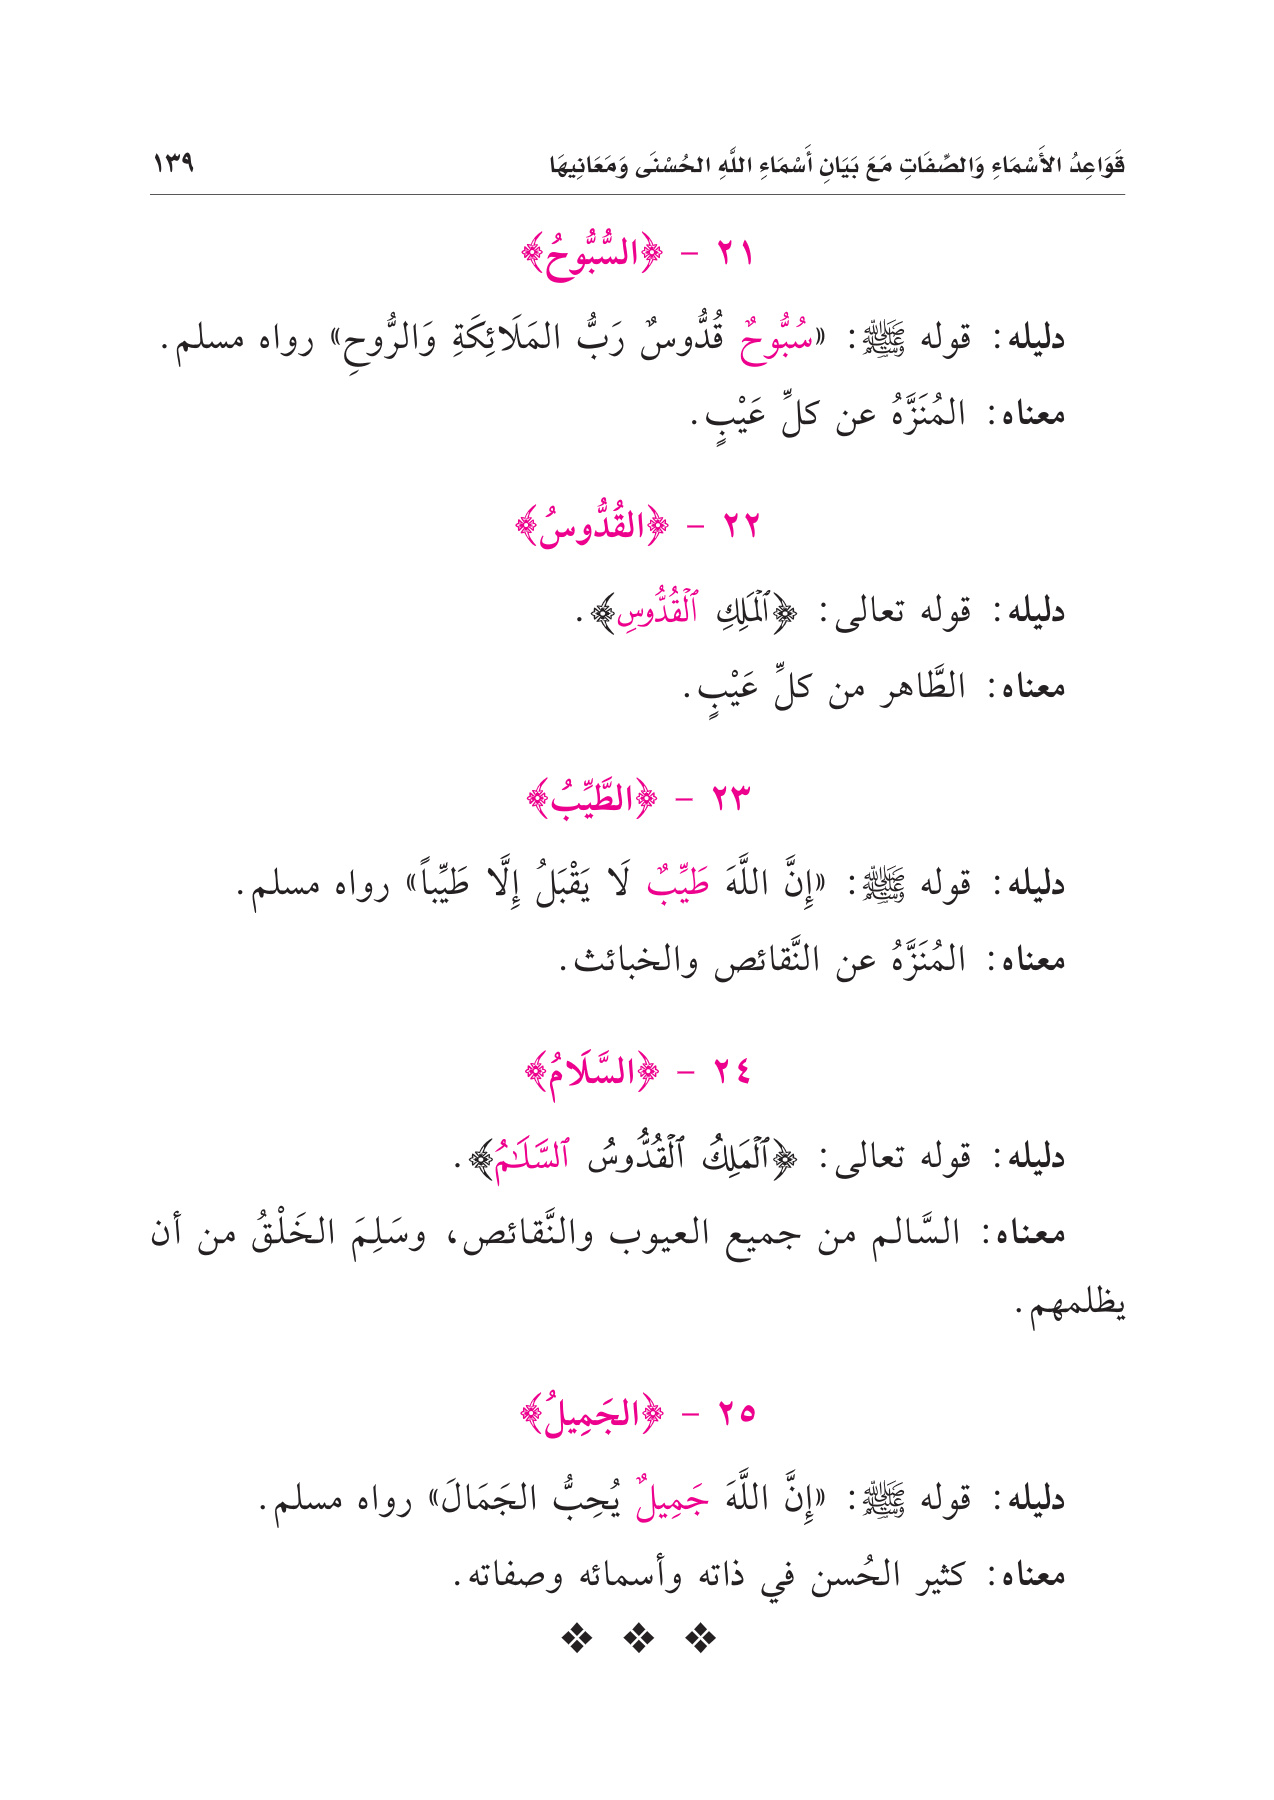 قَوَاعِدُ الأَسْمَاءِ وَالصِّفَاتِ مَعَ بَيَانِ أَسْمَاءِ اللَّهِ الحُسْنَى وَمَعَانِيهَا ١٣٩
٢١ - ﴿السُّبُّوحُ﴾
دليله: قوله ﷺ: «سُبُّوحٌ قُدُّوسٌ رَبُّ المَلَائِكَةِ وَالرُّوحِ» رواه مسلم.
معناه: المُنَزَّهُ عن كلِّ عَيْبٍ.
٢٢ - ﴿القُدُّوسُ﴾
دليله: قوله تعالى: ﴿ٱلْمَلِكِ ٱلْقُدُّوسِ﴾.
معناه: الطَّاهر من كلِّ عَيْبٍ.
٢٣ - ﴿الطَّيِّبُ﴾
دليله: قوله ﷺ: «إِنَّ اللَّهَ طَيِّبٌ لَا يَقْبَلُ إِلَّا طَيِّباً» رواه مسلم.
معناه: المُنَزَّهُ عن النَّقائص والخبائث.
٢٤ - ﴿السَّلَامُ﴾
دليله: قوله تعالى: ﴿ٱلْمَلِكُ ٱلْقُدُّوسُ ٱلسَّلَـٰمُ﴾.
معناه: السَّالم من جميع العيوب والنَّقائص، وسَلِمَ الخَلْقُ من أن
يظلمهم.
٢٥ - ﴿الجَمِيلُ﴾
دليله: قوله ﷺ: «إِنَّ اللَّهَ جَمِيلٌ يُحِبُّ الجَمَالَ» رواه مسلم.
معناه: كثير الحُسن في ذاته وأسمائه وصفاته.